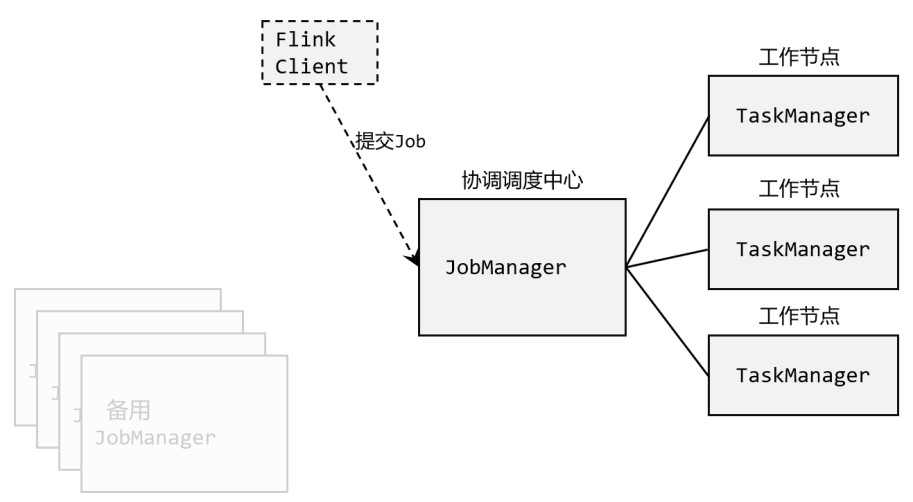 Flink
Client
提交Job
协调调度中心
JobManager
工作节点
TaskManager
工作节点
TaskManager
工作节点
TaskManager
J
J
J
备用
JobManager